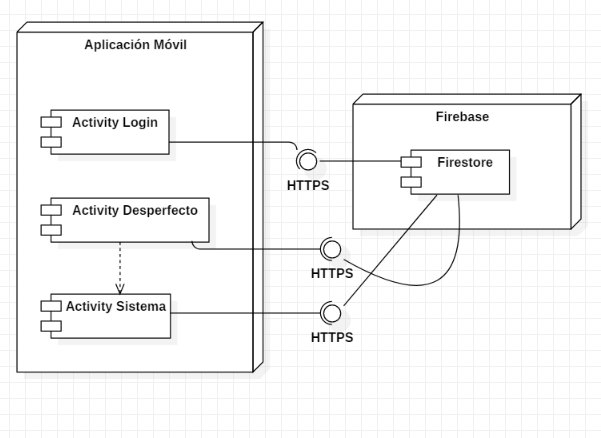 Aplicación Móvil
Activity Login
HTTPS
Activity Desperfecto
HTTPS
Activity Sistema
HTTPS
Firebase
Firestore